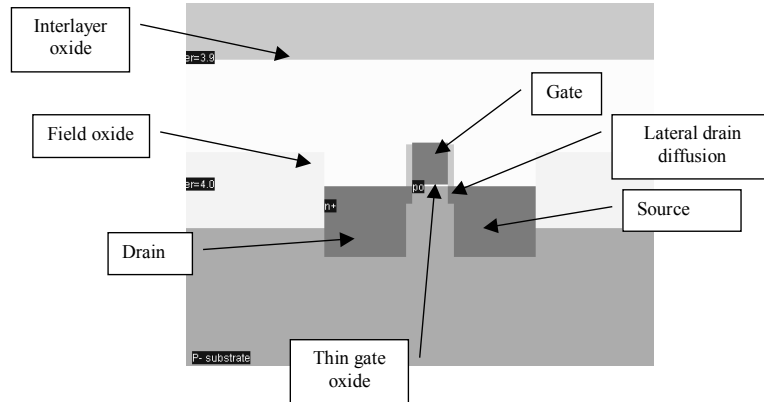 Interlayer
oxide
er=3.9
Gate
Field oxide
Lateral drain
diffusion
er=4.0
po
n+
Source
Drain
P- substrate
Thin gate
oxide